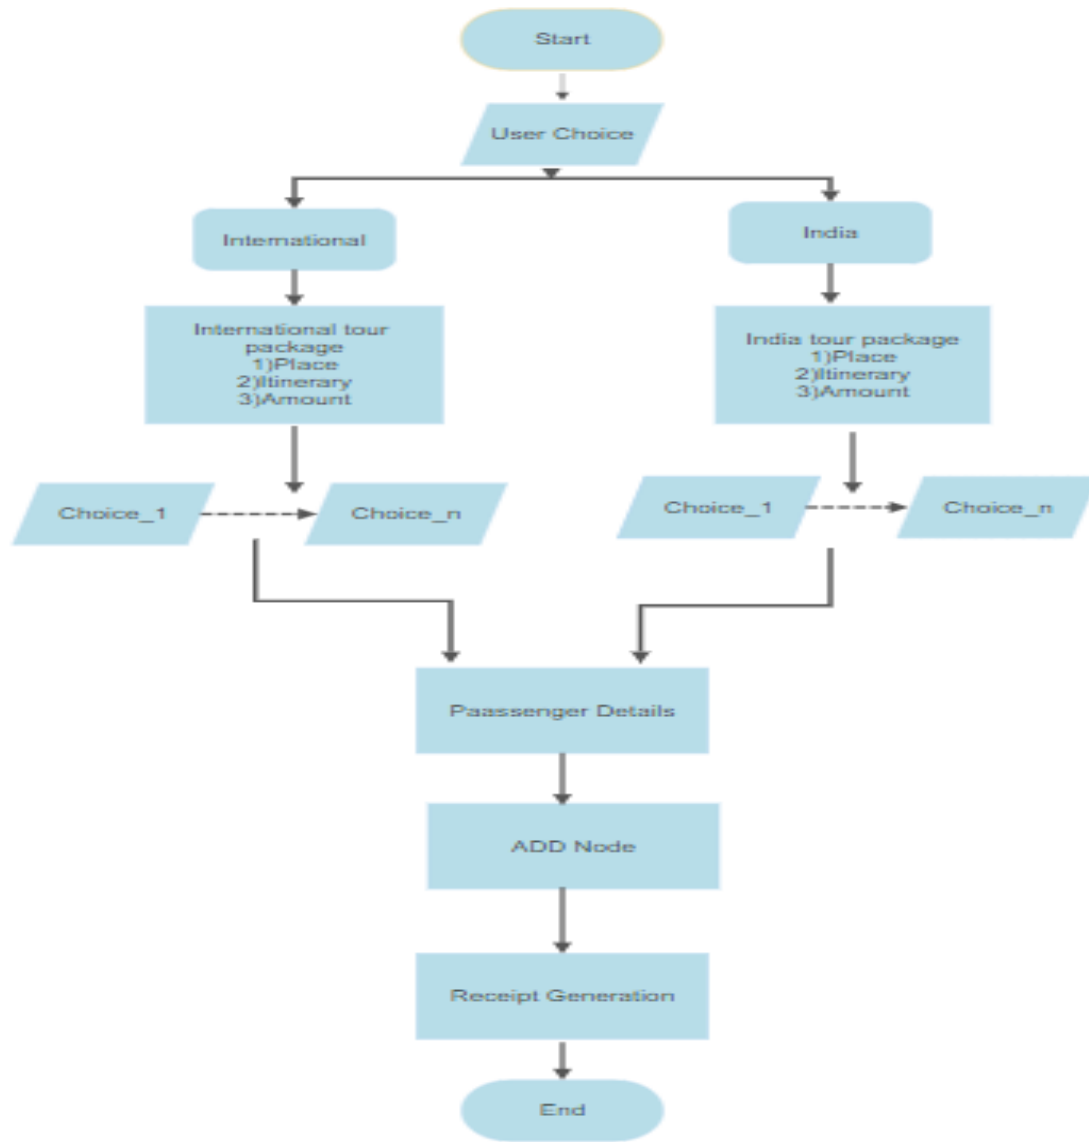 Start
User Choice
International
India
International tour
package
1)Place
2)Itinerary
3)Amount
India tour package
1)Place
2)Itinerary
3)Amount
Choice_1
Choice_n
Choice_1
Choice_n
Paassenger Details
ADD Node
Receipt Generation
End